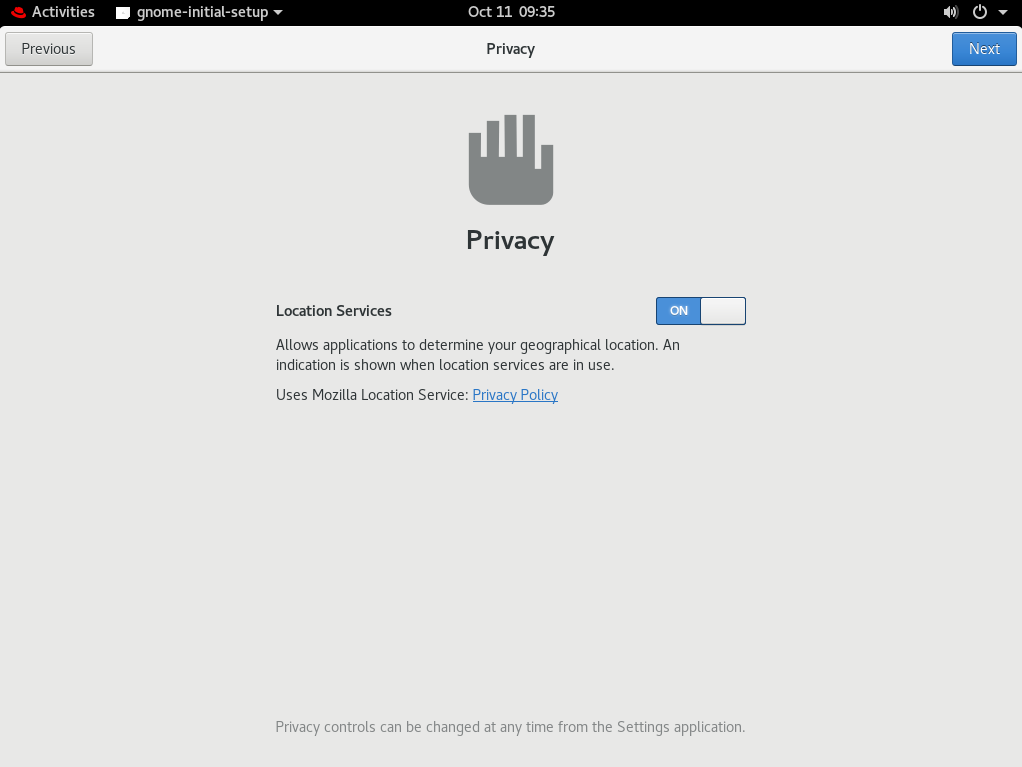 Activities gnome-initial-setup Oct 11 09:35
Previous Privacy Next
Privacy
Location Services ON
Allows applications to determine your geographical location. An
indication is shown when location services are in use.
Uses Mozilla Location Service: Privacy Policy
Privacy controls can be changed at any time from the Settings application.